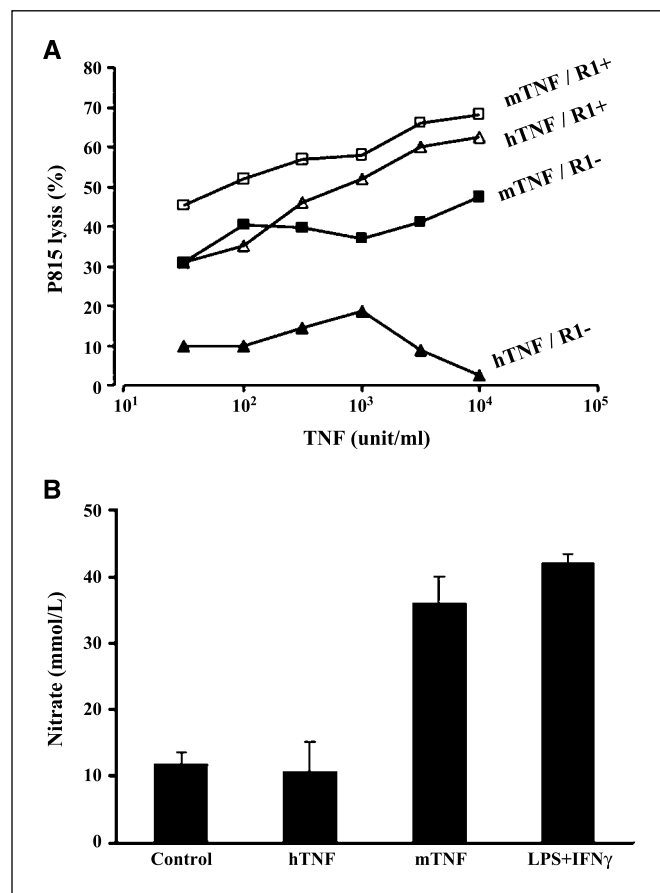 A
80
70
60
50
40
30
20
10
0
P815 lysis (%)
mTNF / R1+
hTNF / R1+
mTNF / R1-
hTNF / R1-
10¹ 10² 10³ 10⁴ 10⁵
TNF (unit/ml)
B
50
40
30
20
10
0
Nitrate (mmol/L)
Control hTNF mTNF LPS+IFNγ